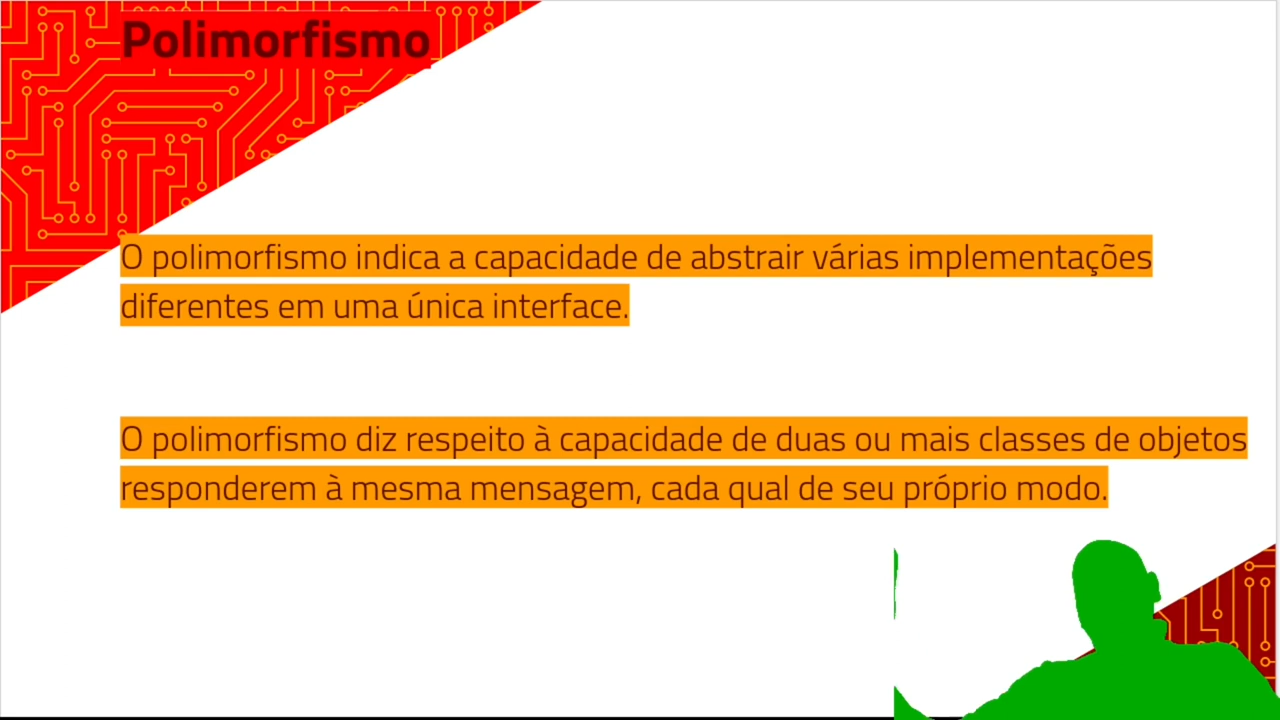 Polimorfismo
O polimorfismo indica a capacidade de abstrair várias implementações
diferentes em uma única interface.
O polimorfismo diz respeito à capacidade de duas ou mais classes de objetos
responderem à mesma mensagem, cada qual de seu próprio modo.